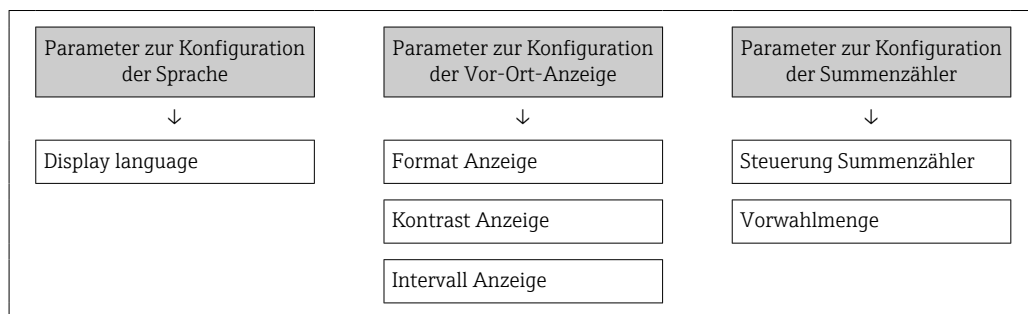 Parameter zur Konfiguration
der Sprache
↓
Display language
Parameter zur Konfiguration
der Vor-Ort-Anzeige
↓
Format Anzeige
Kontrast Anzeige
Intervall Anzeige
Parameter zur Konfiguration
der Summenzähler
↓
Steuerung Summenzähler
Vorwahlmenge